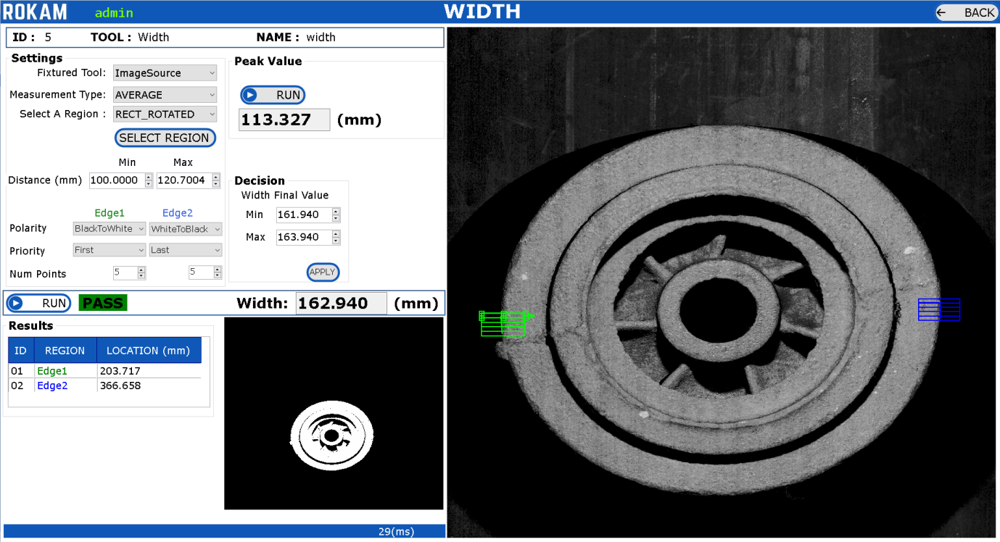 ROKAM admin WIDTH ← BACK
ID : 5 TOOL : Width NAME : width
Settings
Fixtured Tool: ImageSource
Measurement Type: AVERAGE
Select A Region : RECT_ROTATED
SELECT REGION
Min Max
Distance (mm) 100.0000 120.7004
Edge1 Edge2
Polarity BlackToWhite WhiteToBlack
Priority First Last
Num Points 5 5
Peak Value
RUN
113.327 (mm)
Decision
Width Final Value
Min 161.940
Max 163.940
APPLY
RUN PASS Width: 162.940 (mm)
Results
ID REGION LOCATION (mm)
01 Edge1 203.717
02 Edge2 366.658
29(ms)